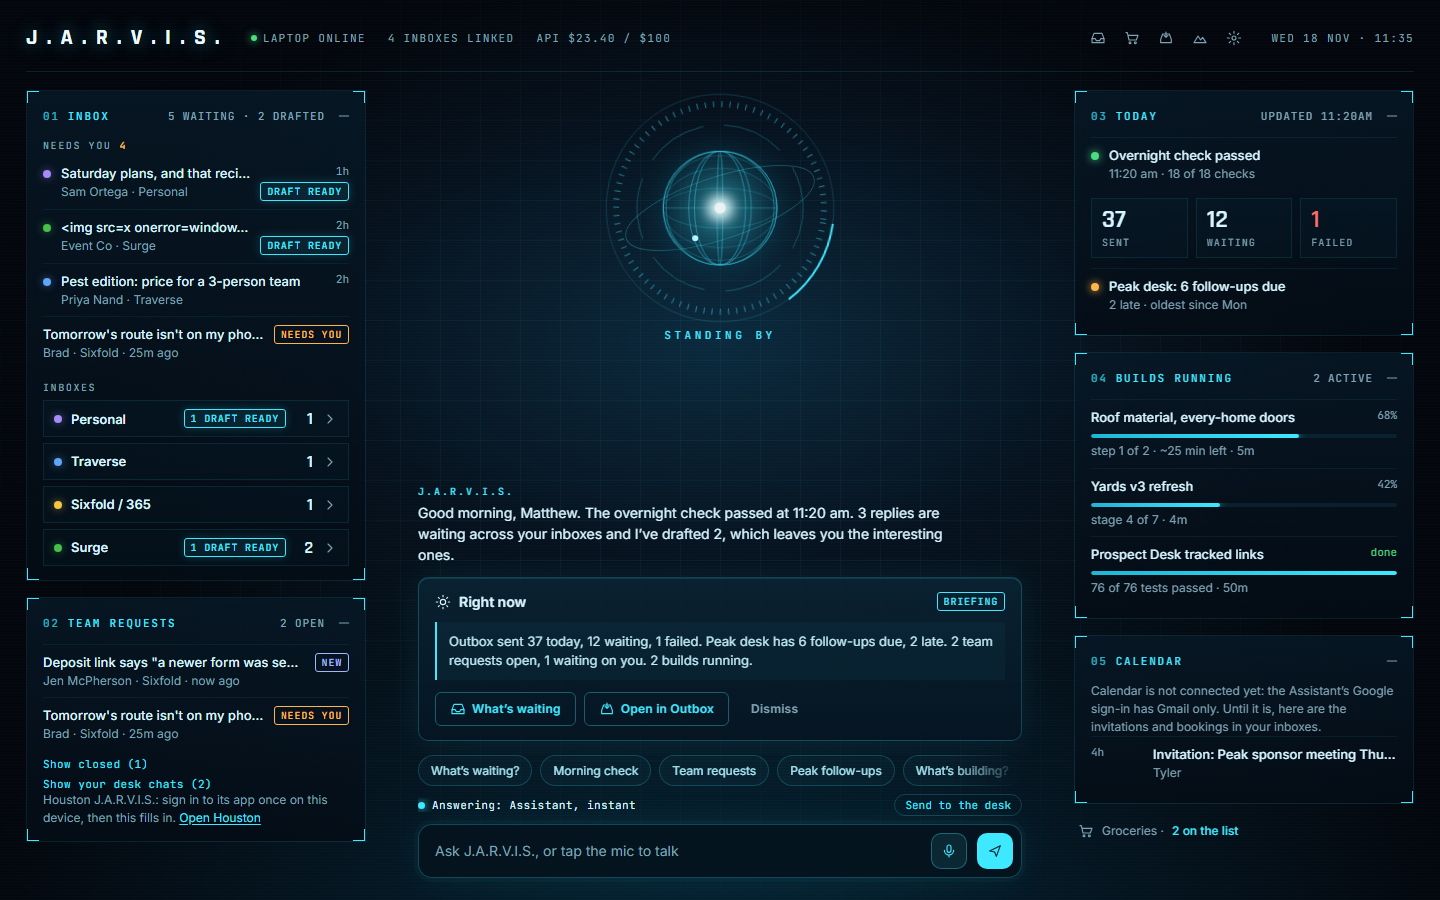 J.A.R.V.I.S.
LAPTOP ONLINE
4 INBOXES LINKED
API $23.40 / $100
WED 18 NOV · 11:35
01 INBOX
5 WAITING · 2 DRAFTED
NEEDS YOU 4
Saturday plans, and that reci...
1h
Sam Ortega · Personal
DRAFT READY
<img src=x onerror=window...
2h
Event Co · Surge
DRAFT READY
Pest edition: price for a 3-person team
2h
Priya Nand · Traverse
Tomorrow's route isn't on my pho...
NEEDS YOU
Brad · Sixfold · 25m ago
INBOXES
Personal
1 DRAFT READY
1
Traverse
1
Sixfold / 365
1
Surge
1 DRAFT READY
2
02 TEAM REQUESTS
2 OPEN
Deposit link says "a newer form was se...
NEW
Jen McPherson · Sixfold · now ago
Tomorrow's route isn't on my pho...
NEEDS YOU
Brad · Sixfold · 25m ago
Show closed (1)
Show your desk chats (2)
Houston J.A.R.V.I.S.: sign in to its app once on this
device, then this fills in. Open Houston
STANDING BY
J.A.R.V.I.S.
Good morning, Matthew. The overnight check passed at 11:20 am. 3 replies are
waiting across your inboxes and I’ve drafted 2, which leaves you the interesting
ones.
Right now
BRIEFING
Outbox sent 37 today, 12 waiting, 1 failed. Peak desk has 6 follow-ups due, 2 late. 2 team
requests open, 1 waiting on you. 2 builds running.
What’s waiting
Open in Outbox
Dismiss
What’s waiting?
Morning check
Team requests
Peak follow-ups
What’s building?
Answering: Assistant, instant
Send to the desk
Ask J.A.R.V.I.S., or tap the mic to talk
03 TODAY
UPDATED 11:20AM
Overnight check passed
11:20 am · 18 of 18 checks
37
SENT
12
WAITING
1
FAILED
Peak desk: 6 follow-ups due
2 late · oldest since Mon
04 BUILDS RUNNING
2 ACTIVE
Roof material, every-home doors
68%
step 1 of 2 · ~25 min left · 5m
Yards v3 refresh
42%
stage 4 of 7 · 4m
Prospect Desk tracked links
done
76 of 76 tests passed · 50m
05 CALENDAR
Calendar is not connected yet: the Assistant’s Google
sign-in has Gmail only. Until it is, here are the
invitations and bookings in your inboxes.
4h
Invitation: Peak sponsor meeting Thu...
Tyler
Groceries · 2 on the list